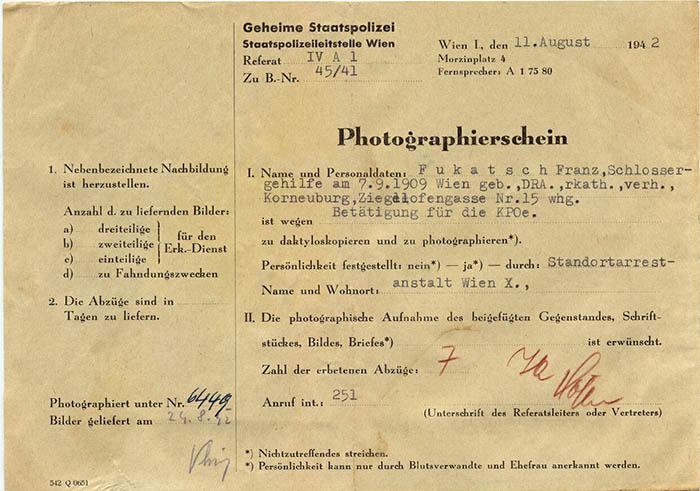 Geheime Staatspolizei
Staatspolizeileitstelle Wien
Referat IV A 1
Zu B.-Nr. 45/41
Wien I., den 11.August 1942
Morzinplatz 4
Fernsprecher: A 1 75 80
Photographierschein
1. Nebenbezeichnete Nachbildung
ist herzustellen.
Anzahl d. zu liefernden Bilder:
a) dreiteilige
b) zweiteilige
c) einteilige
für den
Erk.-Dienst
d) zu Fahndungszwecken
2. Die Abzüge sind in
Tagen zu liefern.
Photographiert unter Nr. 6449
Bilder geliefert am 24.8.42
542 Q 0651
I. Name und Personaldaten: F u k a t s c h Franz,Schlosser-
gehilfe am 7.9.1909 Wien geb.,DRA.,rkath.,verh.,
Korneuburg,Ziegelofengasse Nr.15 whg.
ist wegen Betätigung für die KPOe.
zu daktyloskopieren und zu photographieren*).
Persönlichkeit festgestellt: nein*) — ja*) — durch: Standortarrest-
Name und Wohnort: anstalt Wien X.,
II. Die photographische Aufnahme des beigefügten Gegenstandes, Schrift-
stückes, Bildes, Briefes*) ist erwünscht.
Zahl der erbetenen Abzüge: 7
Anruf int.: 251
(Unterschrift des Referatsleiters oder Vertreters)
*) Nichtzutreffendes streichen.
*) Persönlichkeit kann nur durch Blutsverwandte und Ehefrau anerkannt werden.